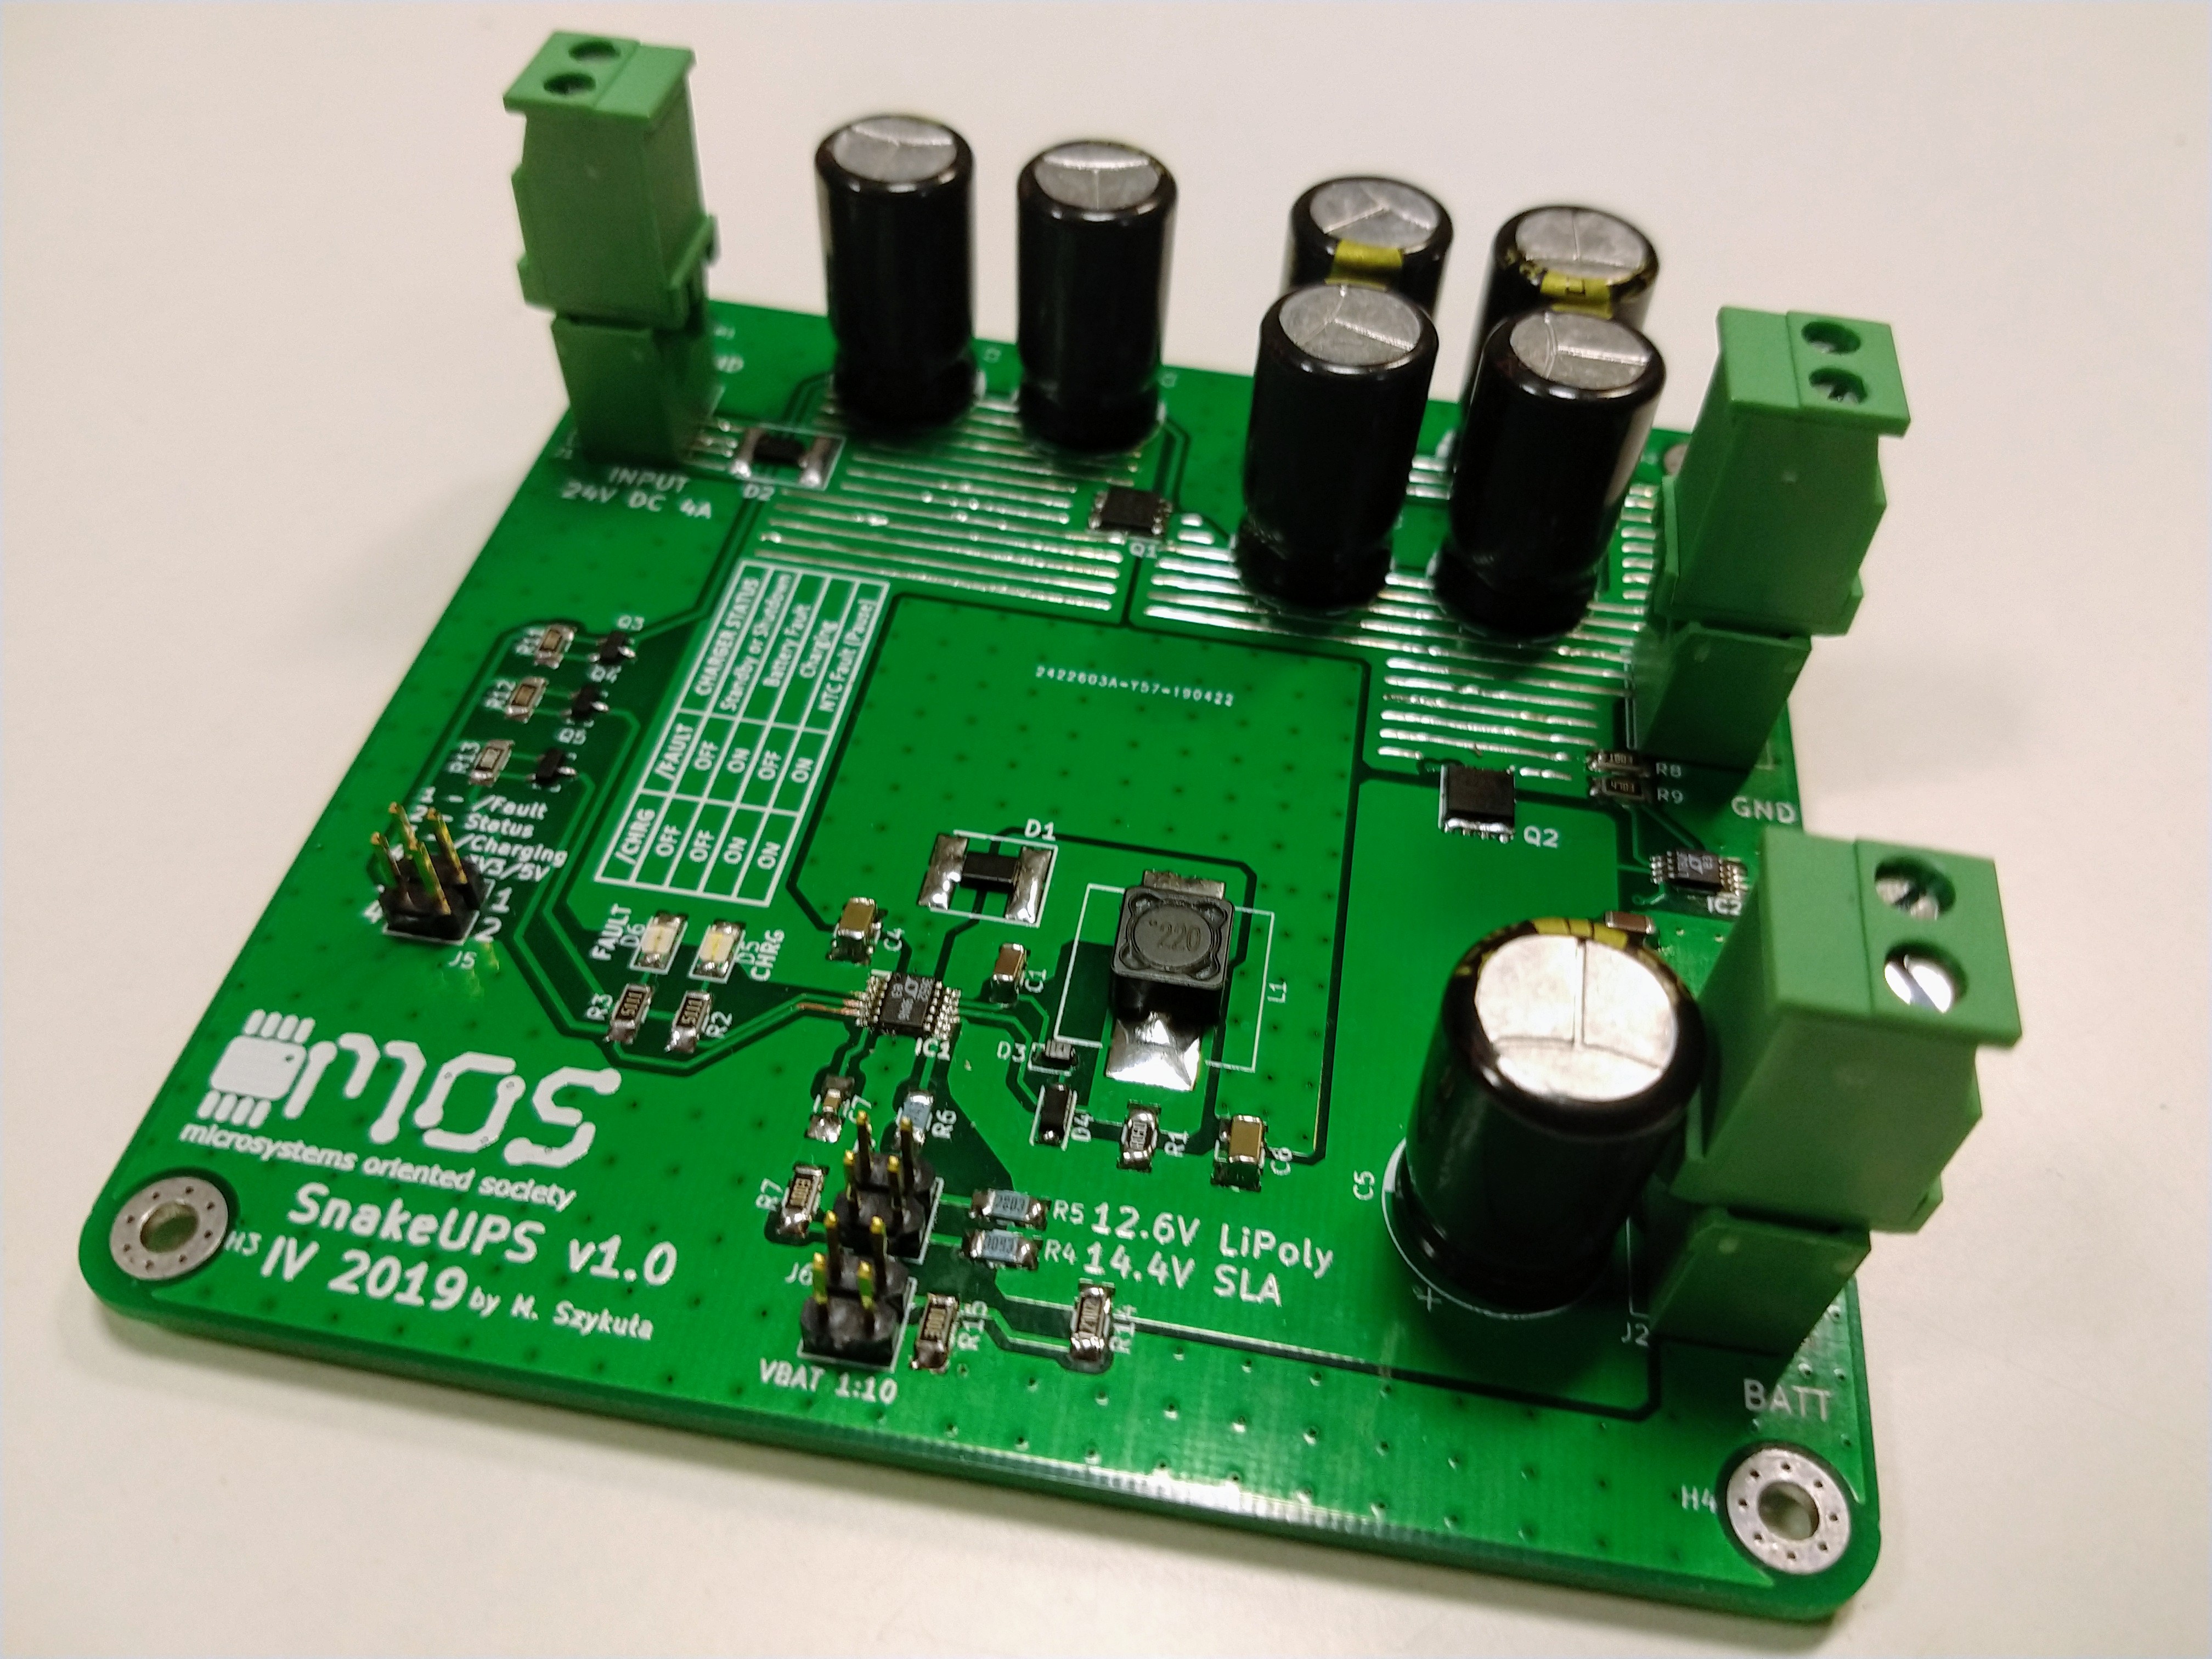 INPUT
24V DC 4A
D2
Q1
Q3
Q5
R12
R13
CHARGER STATUS
Standby or Shutdown
Battery Fault
Charging
NTC Fault (Pause)
/FAULT
OFF
ON
OFF
ON
/CHRG
OFF
OFF
ON
ON
2422603A-Y57-190422
/Fault
Status
/Charging
3V3/5V
1
2
4
J5
FAULT
D6
D5
CHRG
R3
R2
C4
D1
C1
220
L1
D3
D4
R1
C6
IC1
R6
R7
R8
R9
Q2
GND
C5
J2
BATT
H4
mos
microsystems oriented society
SnakeUPS v1.0
IV 2019 by M. Szykuta
H3
R5 12.6V LiPoly
R4 14.4V SLA
J6
R15
R14
VBAT 1:10